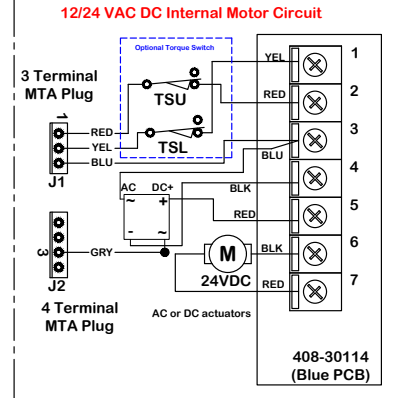 12/24 VAC DC Internal Motor Circuit
Optional Torque Switch
YEL
1
3 Terminal
MTA Plug
TSU
RED
2
1
RED
YEL
TSL
3
BLU
BLU
J1
4
AC DC+
BLK
~ +
RED
5
3
GRY
- ~
M
BLK
6
J2
24VDC
RED
7
4 Terminal
MTA Plug
AC or DC actuators
408-30114
(Blue PCB)